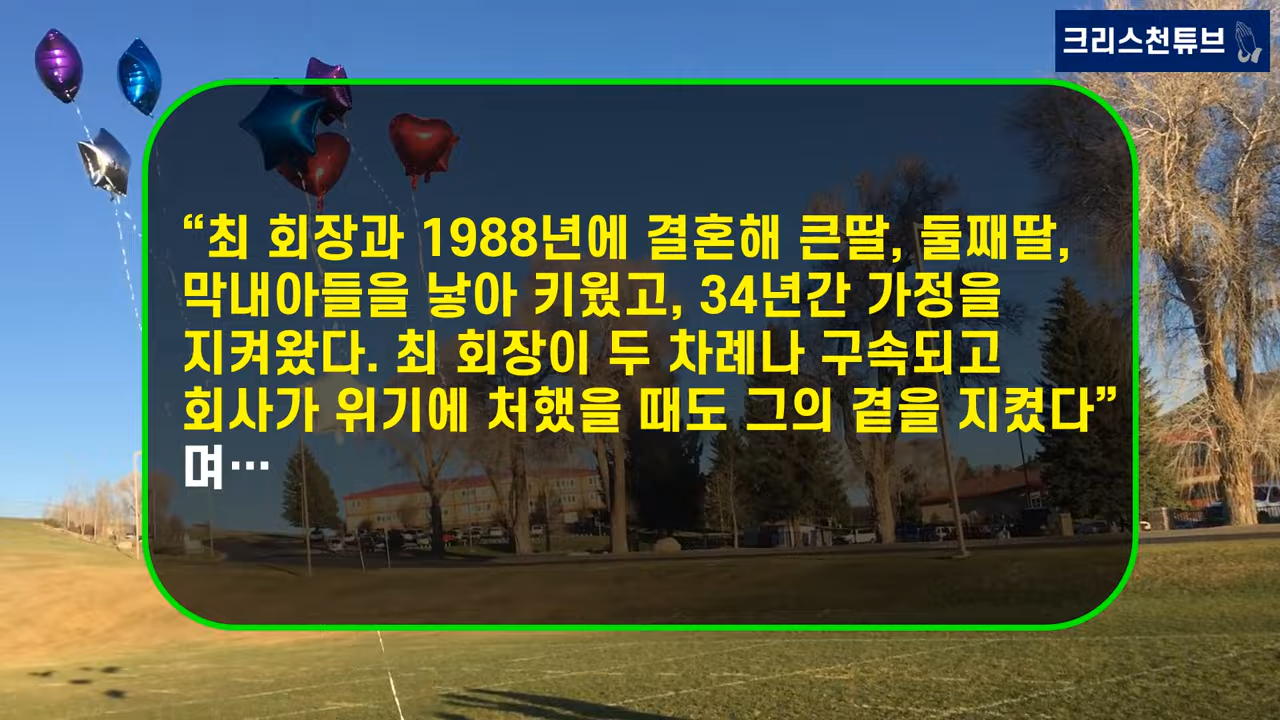 크리스천튜브
“최 회장과 1988년에 결혼해 큰딸, 둘째딸,
막내아들을 낳아 키웠고, 34년간 가정을
지켜왔다. 최 회장이 두 차례나 구속되고
회사가 위기에 처했을 때도 그의 곁을 지켰다”
며…